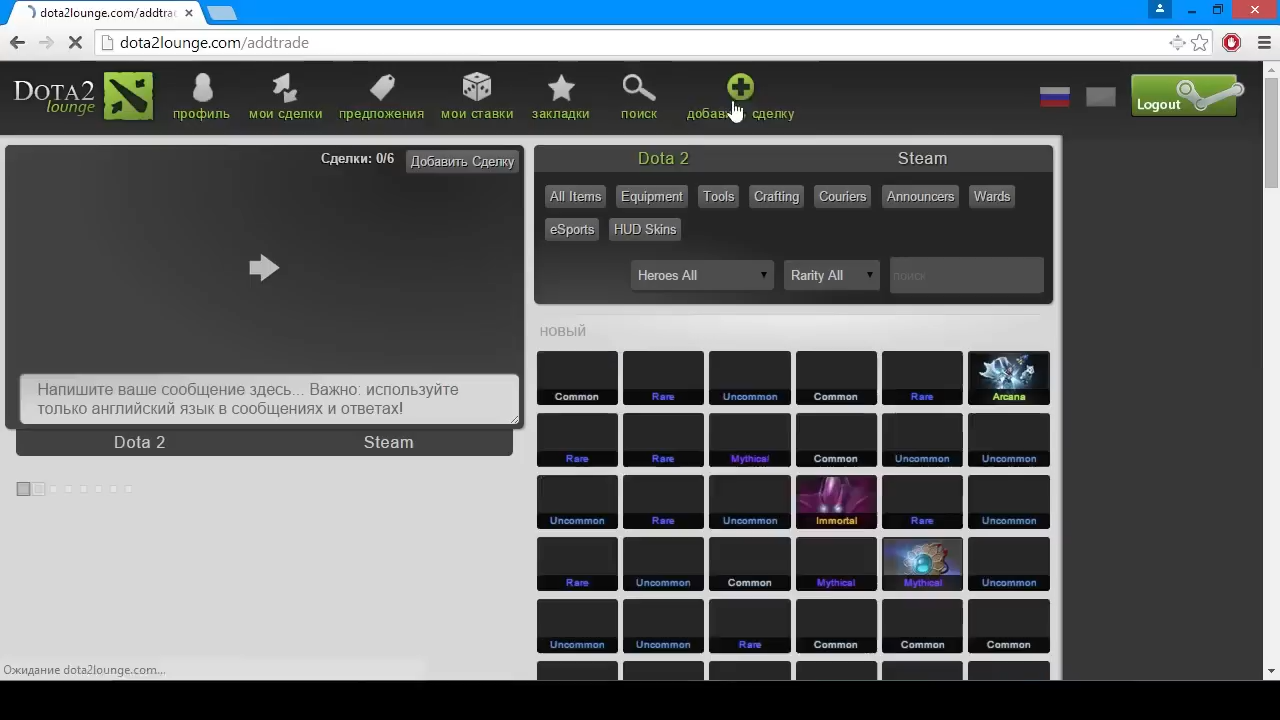 dota2lounge.com/addtra
dota2lounge.com/addtrade
DOTA2
lounge
профиль
мои сделки
предложения
мои ставки
закладки
поиск
сделку
Logout
Сделки: 0/6
Добавить Сделку
Напишите ваше сообщение здесь... Важно: используйте
только английский язык в сообщениях и ответах!
Dota 2 Steam
Dota 2 Steam
All Items Equipment Tools Crafting Couriers Announcers Wards
eSports HUD Skins
Heroes All Rarity All поиск
новый
Common Rare Uncommon Common Rare Arcana
Rare Rare Mythical Common Uncommon Uncommon
Uncommon Rare Uncommon Immortal Rare Uncommon
Rare Uncommon Common Mythical Mythical Uncommon
Uncommon Uncommon Rare Common Common Common
Ожидание dota2lounge.com...